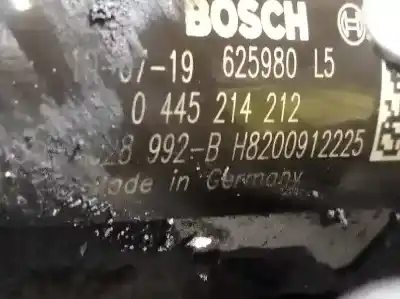 BOSCH
07-19 625980 L5
0 445 214 212
992-B H8200912225
Made in Germany